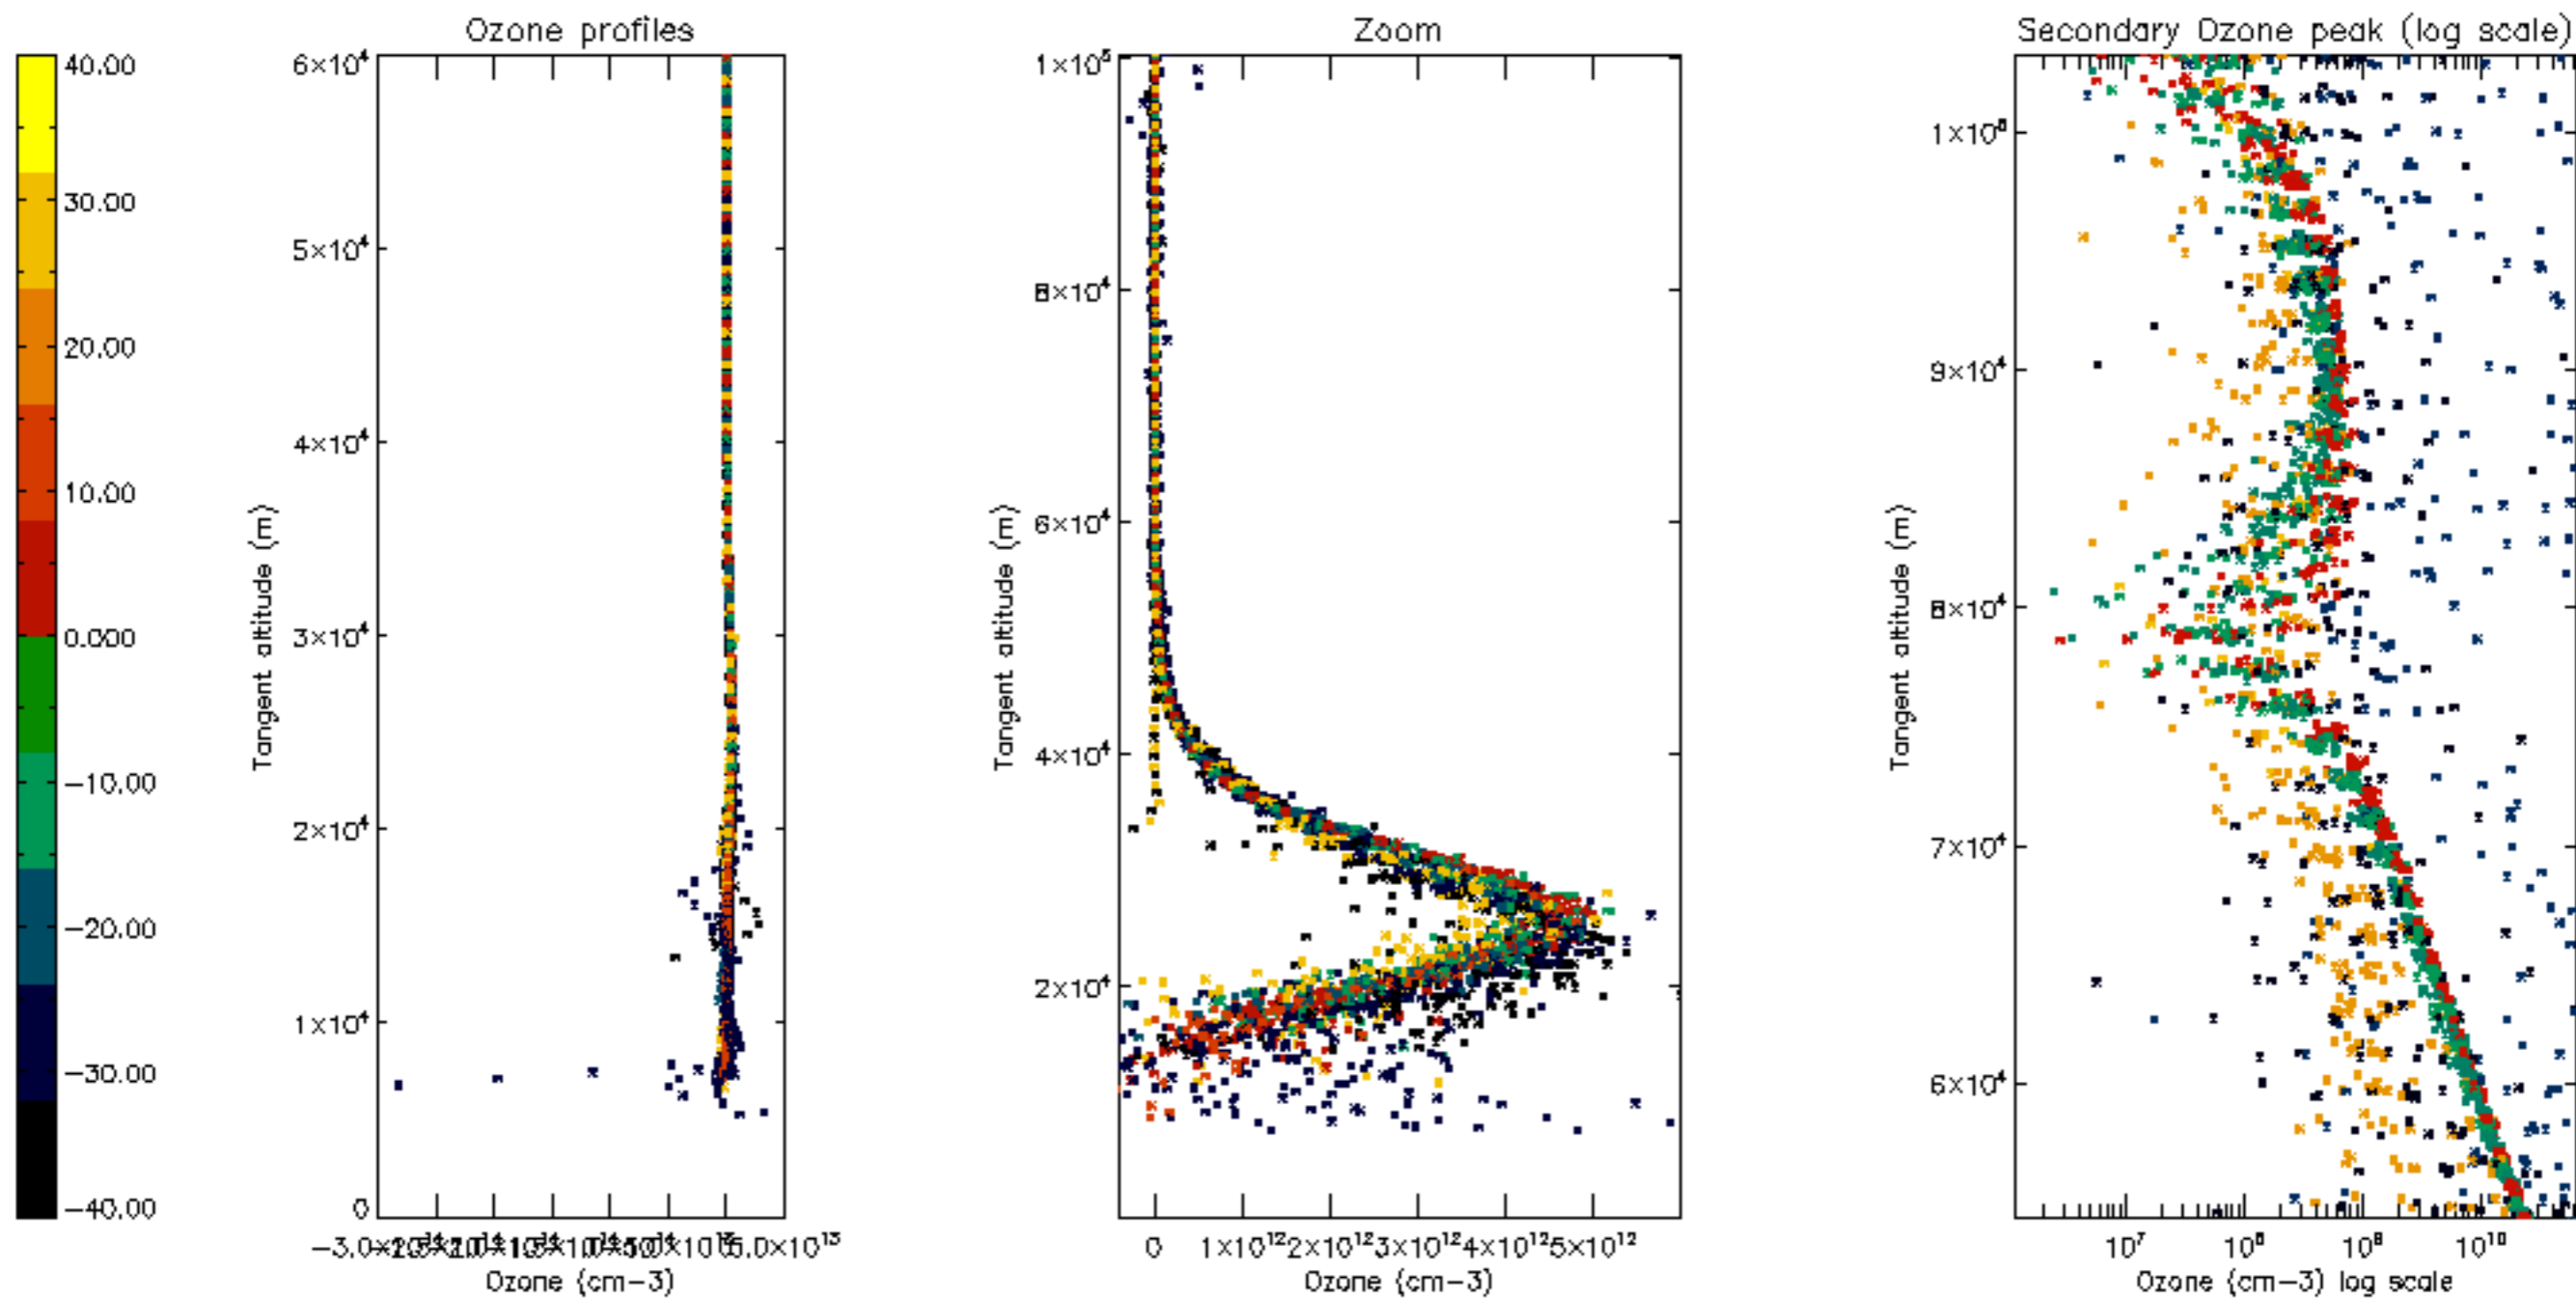 Ozone profiles
Zoom
Secondary Ozone peak (log scale)
40.00
30.00
20.00
10.00
-10.00
-20.00
-30.00
-40.00
Tangent altitude (m)
6×10⁴
5×10⁴
4×10⁴
3×10⁴
2×10⁴
1×10⁴
0
5.0×10¹³
Ozone (cm-3)
Tangent altitude (m)
1×10⁵
8×10⁴
6×10⁴
4×10⁴
2×10⁴
0 1×10¹² 2×10¹² 3×10¹² 4×10¹² 5×10¹²
Ozone (cm-3)
Tangent altitude (m)
9×10⁴
8×10⁴
7×10⁴
6×10⁴
10⁷ 10⁸ 10⁹ 10¹⁰
Ozone (cm-3) log scale